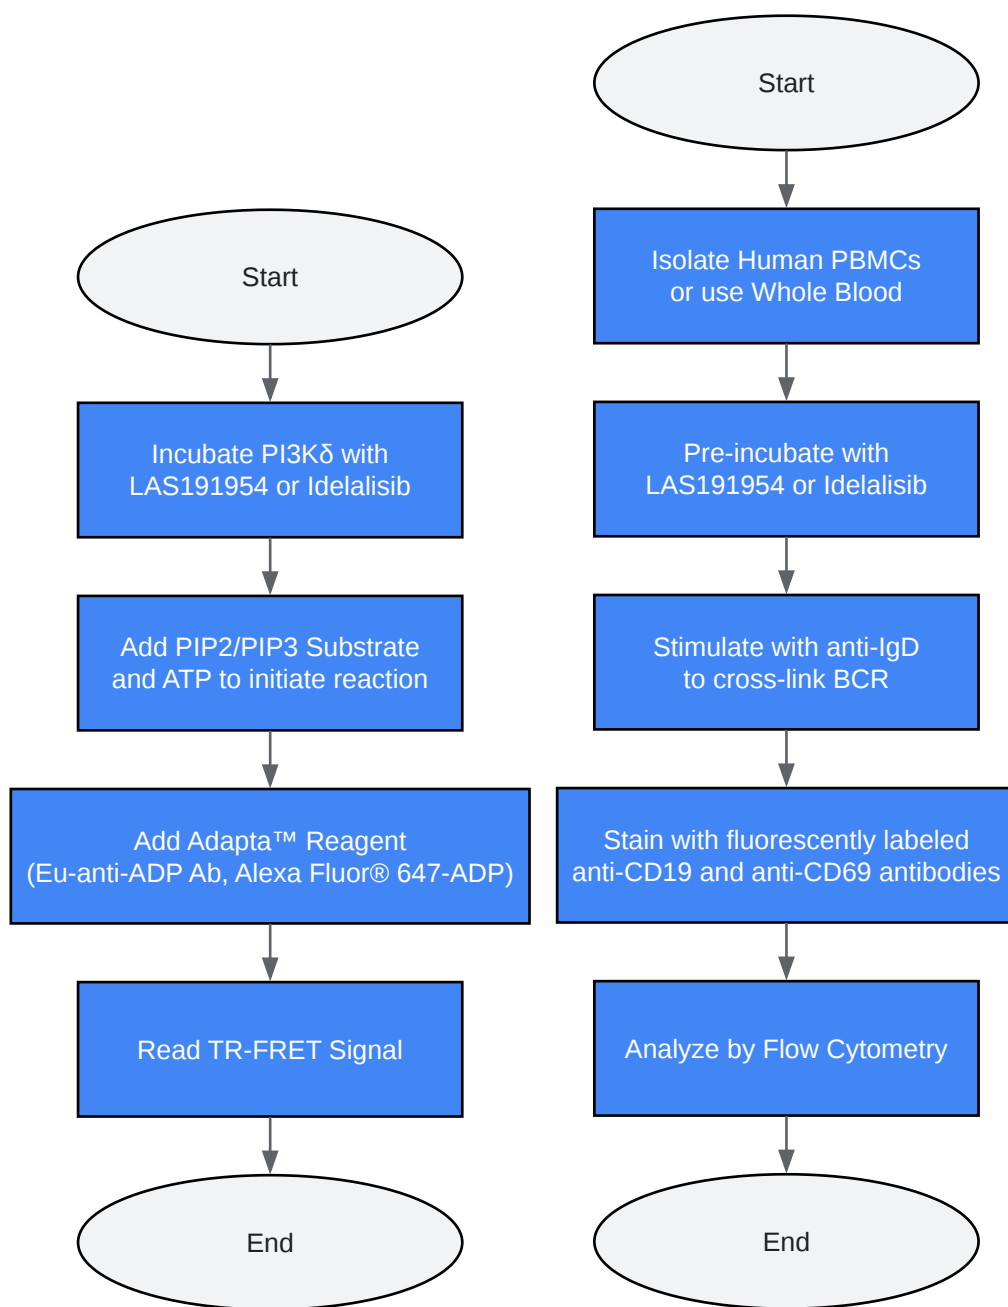 Start
Incubate PI3Kδ with
LAS191954 or Idelalisib
Add PIP2/PIP3 Substrate
and ATP to initiate reaction
Add Adapta™ Reagent
(Eu-anti-ADP Ab, Alexa Fluor® 647-ADP)
Read TR-FRET Signal
End
Start
Isolate Human PBMCs
or use Whole Blood
Pre-incubate with
LAS191954 or Idelalisib
Stimulate with anti-IgD
to cross-link BCR
Stain with fluorescently labeled
anti-CD19 and anti-CD69 antibodies
Analyze by Flow Cytometry
End